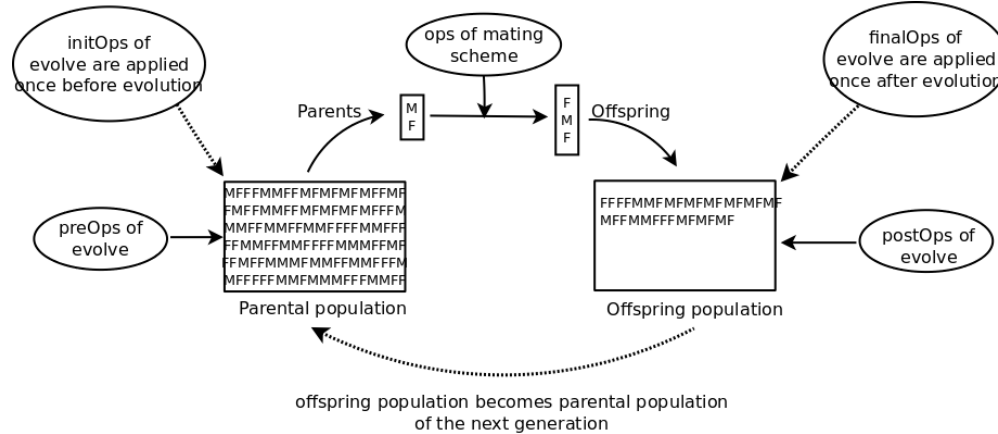 initOps of
evolve are applied
once before evolution
ops of mating
scheme
finalOps of
evolve are applied
once after evolution
Parents
M
F
F
M
F
Offspring
MFFFMMFFMFMFMFMFFMF
FMFFMMFFMFMFMFMFFFM
MMFFMMFFMMFFFFMMFFF
FFMMFFMMFFFFMMMFFMF
FFMFFMMMFMMFFMMFFFM
MFFFFFMMFMMMFFFMMFF
FFFFMMFMFMFMFMFMFMF
MFFMMFFFMFMFMF
preOps of
evolve
postOps of
evolve
Parental population
Offspring population
offspring population becomes parental population
of the next generation